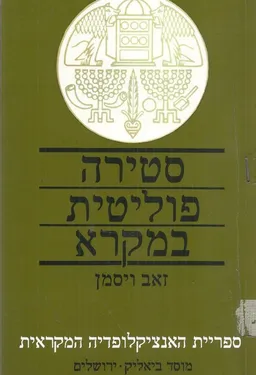 סטירה
פוליטית
במקרא
זאב ויסמן
ספריית האנציקלופדיה המקראית
מוסד ביאליק · ירושלים